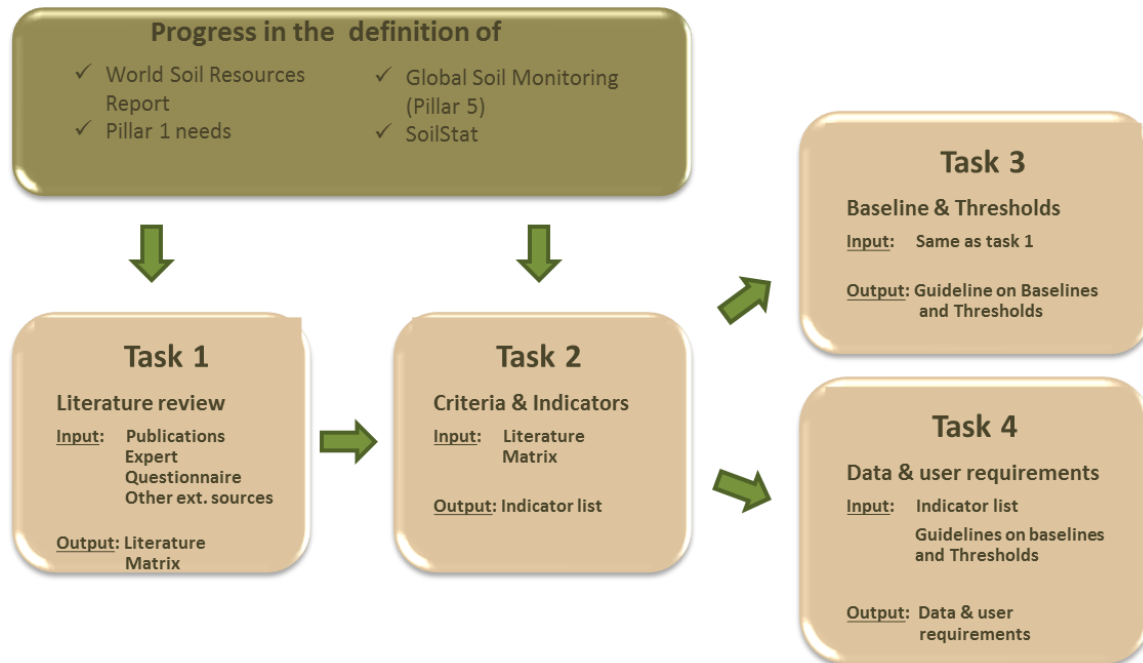 Progress in the definition of
✓ World Soil Resources
Report
✓ Pillar 1 needs
✓ Global Soil Monitoring
(Pillar 5)
✓ SoilStat
Task 1
Literature review
Input: Publications
Expert
Questionnaire
Other ext. sources
Output: Literature
Matrix
Task 2
Criteria & Indicators
Input: Literature
Matrix
Output: Indicator list
Task 3
Baseline & Thresholds
Input: Same as task 1
Output: Guideline on Baselines
and Thresholds
Task 4
Data & user requirements
Input: Indicator list
Guidelines on baselines
and Thresholds
Output: Data & user
requirements